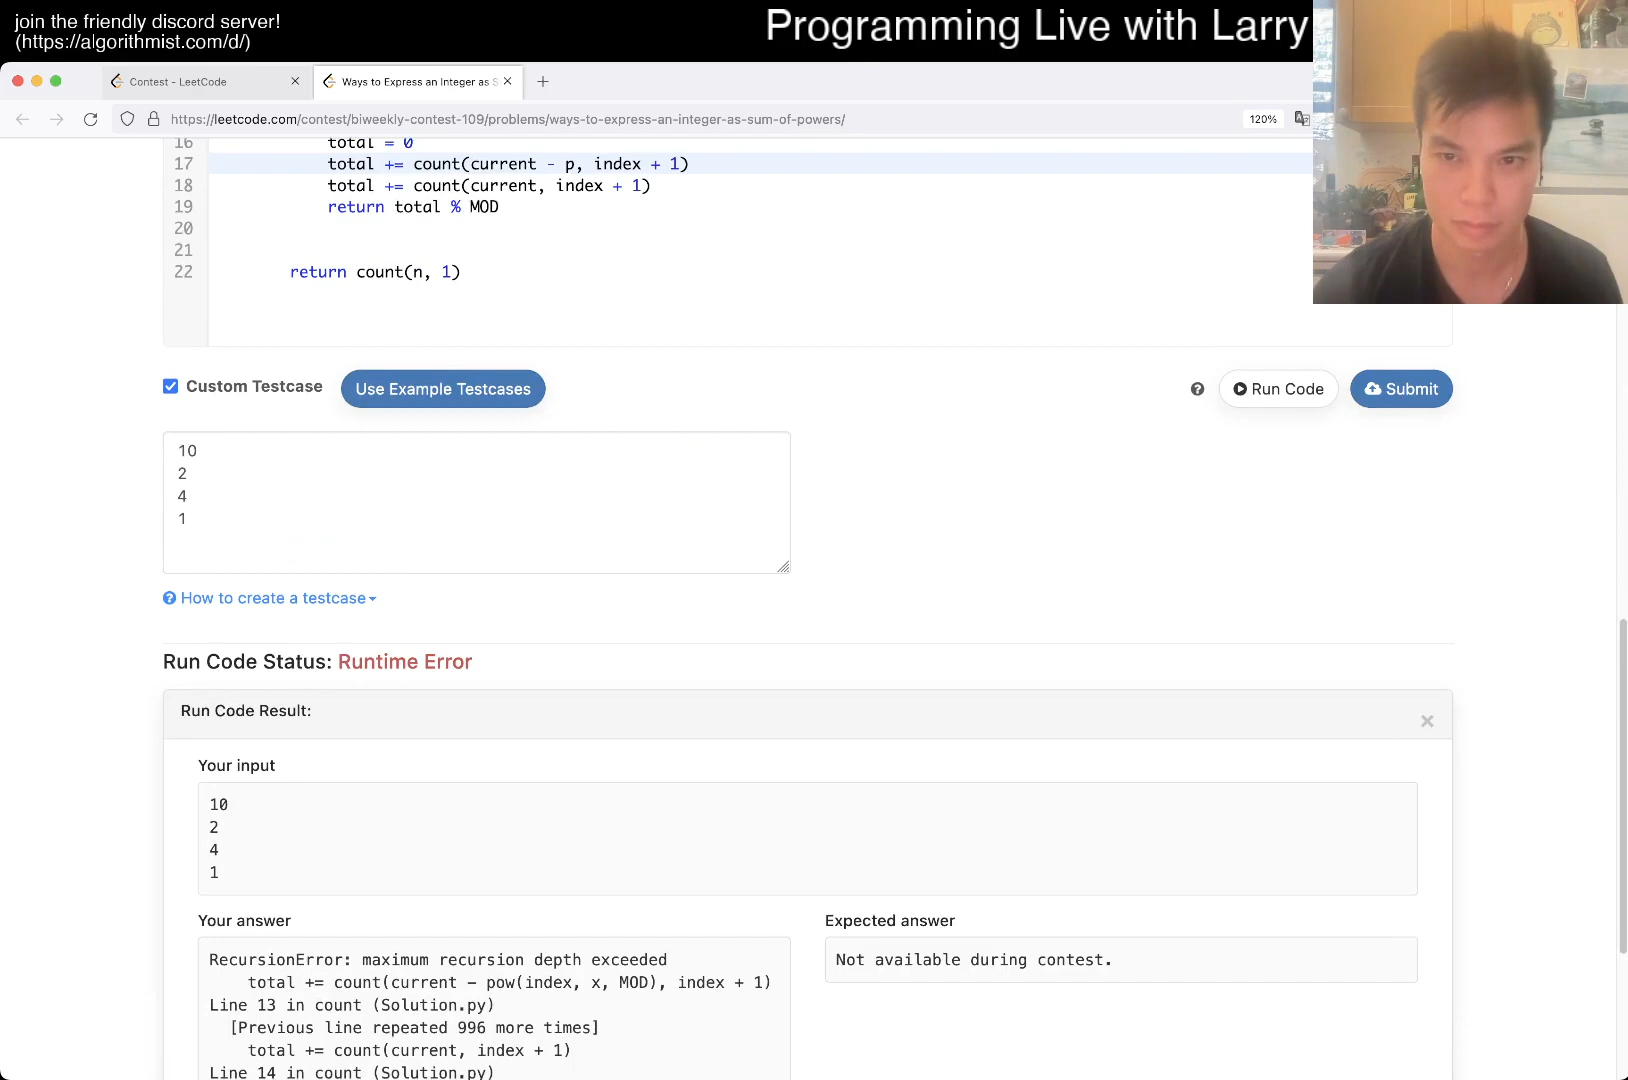 join the friendly discord server!
(https://algorithmist.com/d/)
Programming Live with Larry
Contest - LeetCode
Ways to Express an Integer as S
https://leetcode.com/contest/biweekly-contest-109/problems/ways-to-express-an-integer-as-sum-of-powers/
120%
16 total = 0
17 total += count(current - p, index + 1)
18 total += count(current, index + 1)
19 return total % MOD
20
21
22 return count(n, 1)
Custom Testcase
Use Example Testcases
Run Code
Submit
10
2
4
1
How to create a testcase
Run Code Status: Runtime Error
Run Code Result:
Your input
10
2
4
1
Your answer
Expected answer
RecursionError: maximum recursion depth exceeded
Not available during contest.
total += count(current - pow(index, x, MOD), index + 1)
Line 13 in count (Solution.py)
[Previous line repeated 996 more times]
total += count(current, index + 1)
Line 14 in count (Solution.py)